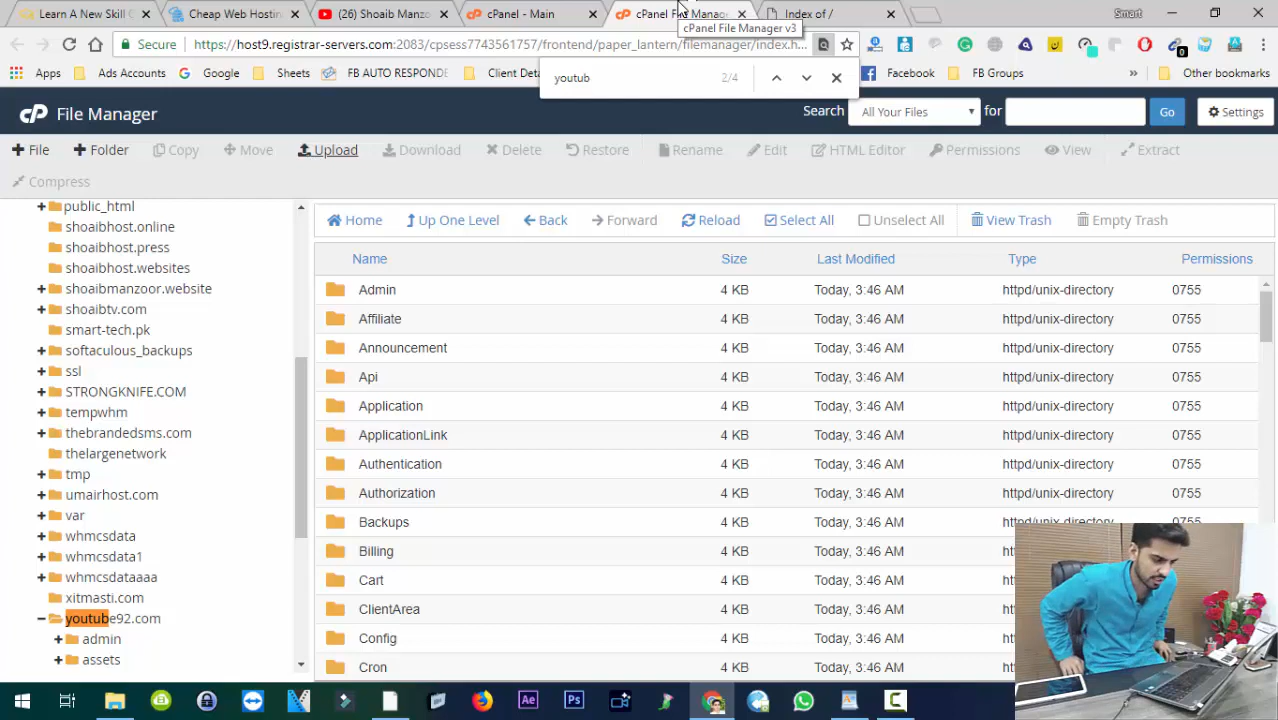 Learn A New Skill
Cheap Web Hostin
(26) Shoaib Manzo
cPanel - Main
cPanel File Manage
Index of /
Smart
cPanel File Manager v3
Secure
https://host9.registrar-servers.com:2083/cpsess7743561757/frontend/paper_lantern/filemanager/index.h...
Apps
Ads Accounts
Google
Sheets
FB AUTO RESPONDE
Client Det
Facebook
FB Groups
Other bookmarks
youtub
2/4
cP File Manager
Search
All Your Files
for
Go
Settings
File
Folder
Copy
Move
Upload
Download
Delete
Restore
Rename
Edit
HTML Editor
Permissions
View
Extract
Compress
Home
Up One Level
Back
Forward
Reload
Select All
Unselect All
View Trash
Empty Trash
public_html
shoaibhost.online
shoaibhost.press
shoaibhost.websites
shoaibmanzoor.website
shoaibtv.com
smart-tech.pk
softaculous_backups
ssl
STRONGKNIFE.COM
tempwhm
thebrandedsms.com
thelargenetwork
tmp
umairhost.com
var
whmcsdata
whmcsdata1
whmcsdataaaa
xitmasti.com
youtube92.com
admin
assets
Name Size Last Modified Type Permissions
Admin 4 KB Today, 3:46 AM httpd/unix-directory 0755
Affiliate 4 KB Today, 3:46 AM httpd/unix-directory 0755
Announcement 4 KB Today, 3:46 AM httpd/unix-directory 0755
Api 4 KB Today, 3:46 AM httpd/unix-directory 0755
Application 4 KB Today, 3:46 AM httpd/unix-directory 0755
ApplicationLink 4 KB Today, 3:46 AM httpd/unix-directory 0755
Authentication 4 KB Today, 3:46 AM httpd/unix-directory 0755
Authorization 4 KB Today, 3:46 AM httpd/unix-directory 0755
Backups 4 KB Today, 3:46 AM httpd/unix-directory 0755
Billing 4 KB Today, 3:46 AM
Cart 4 KB Today, 3:46 AM
ClientArea 4 KB Today, 3:46 AM
Config 4 KB Today, 3:46 AM
Cron 4 KB Today, 3:46 AM
Ae
Ps